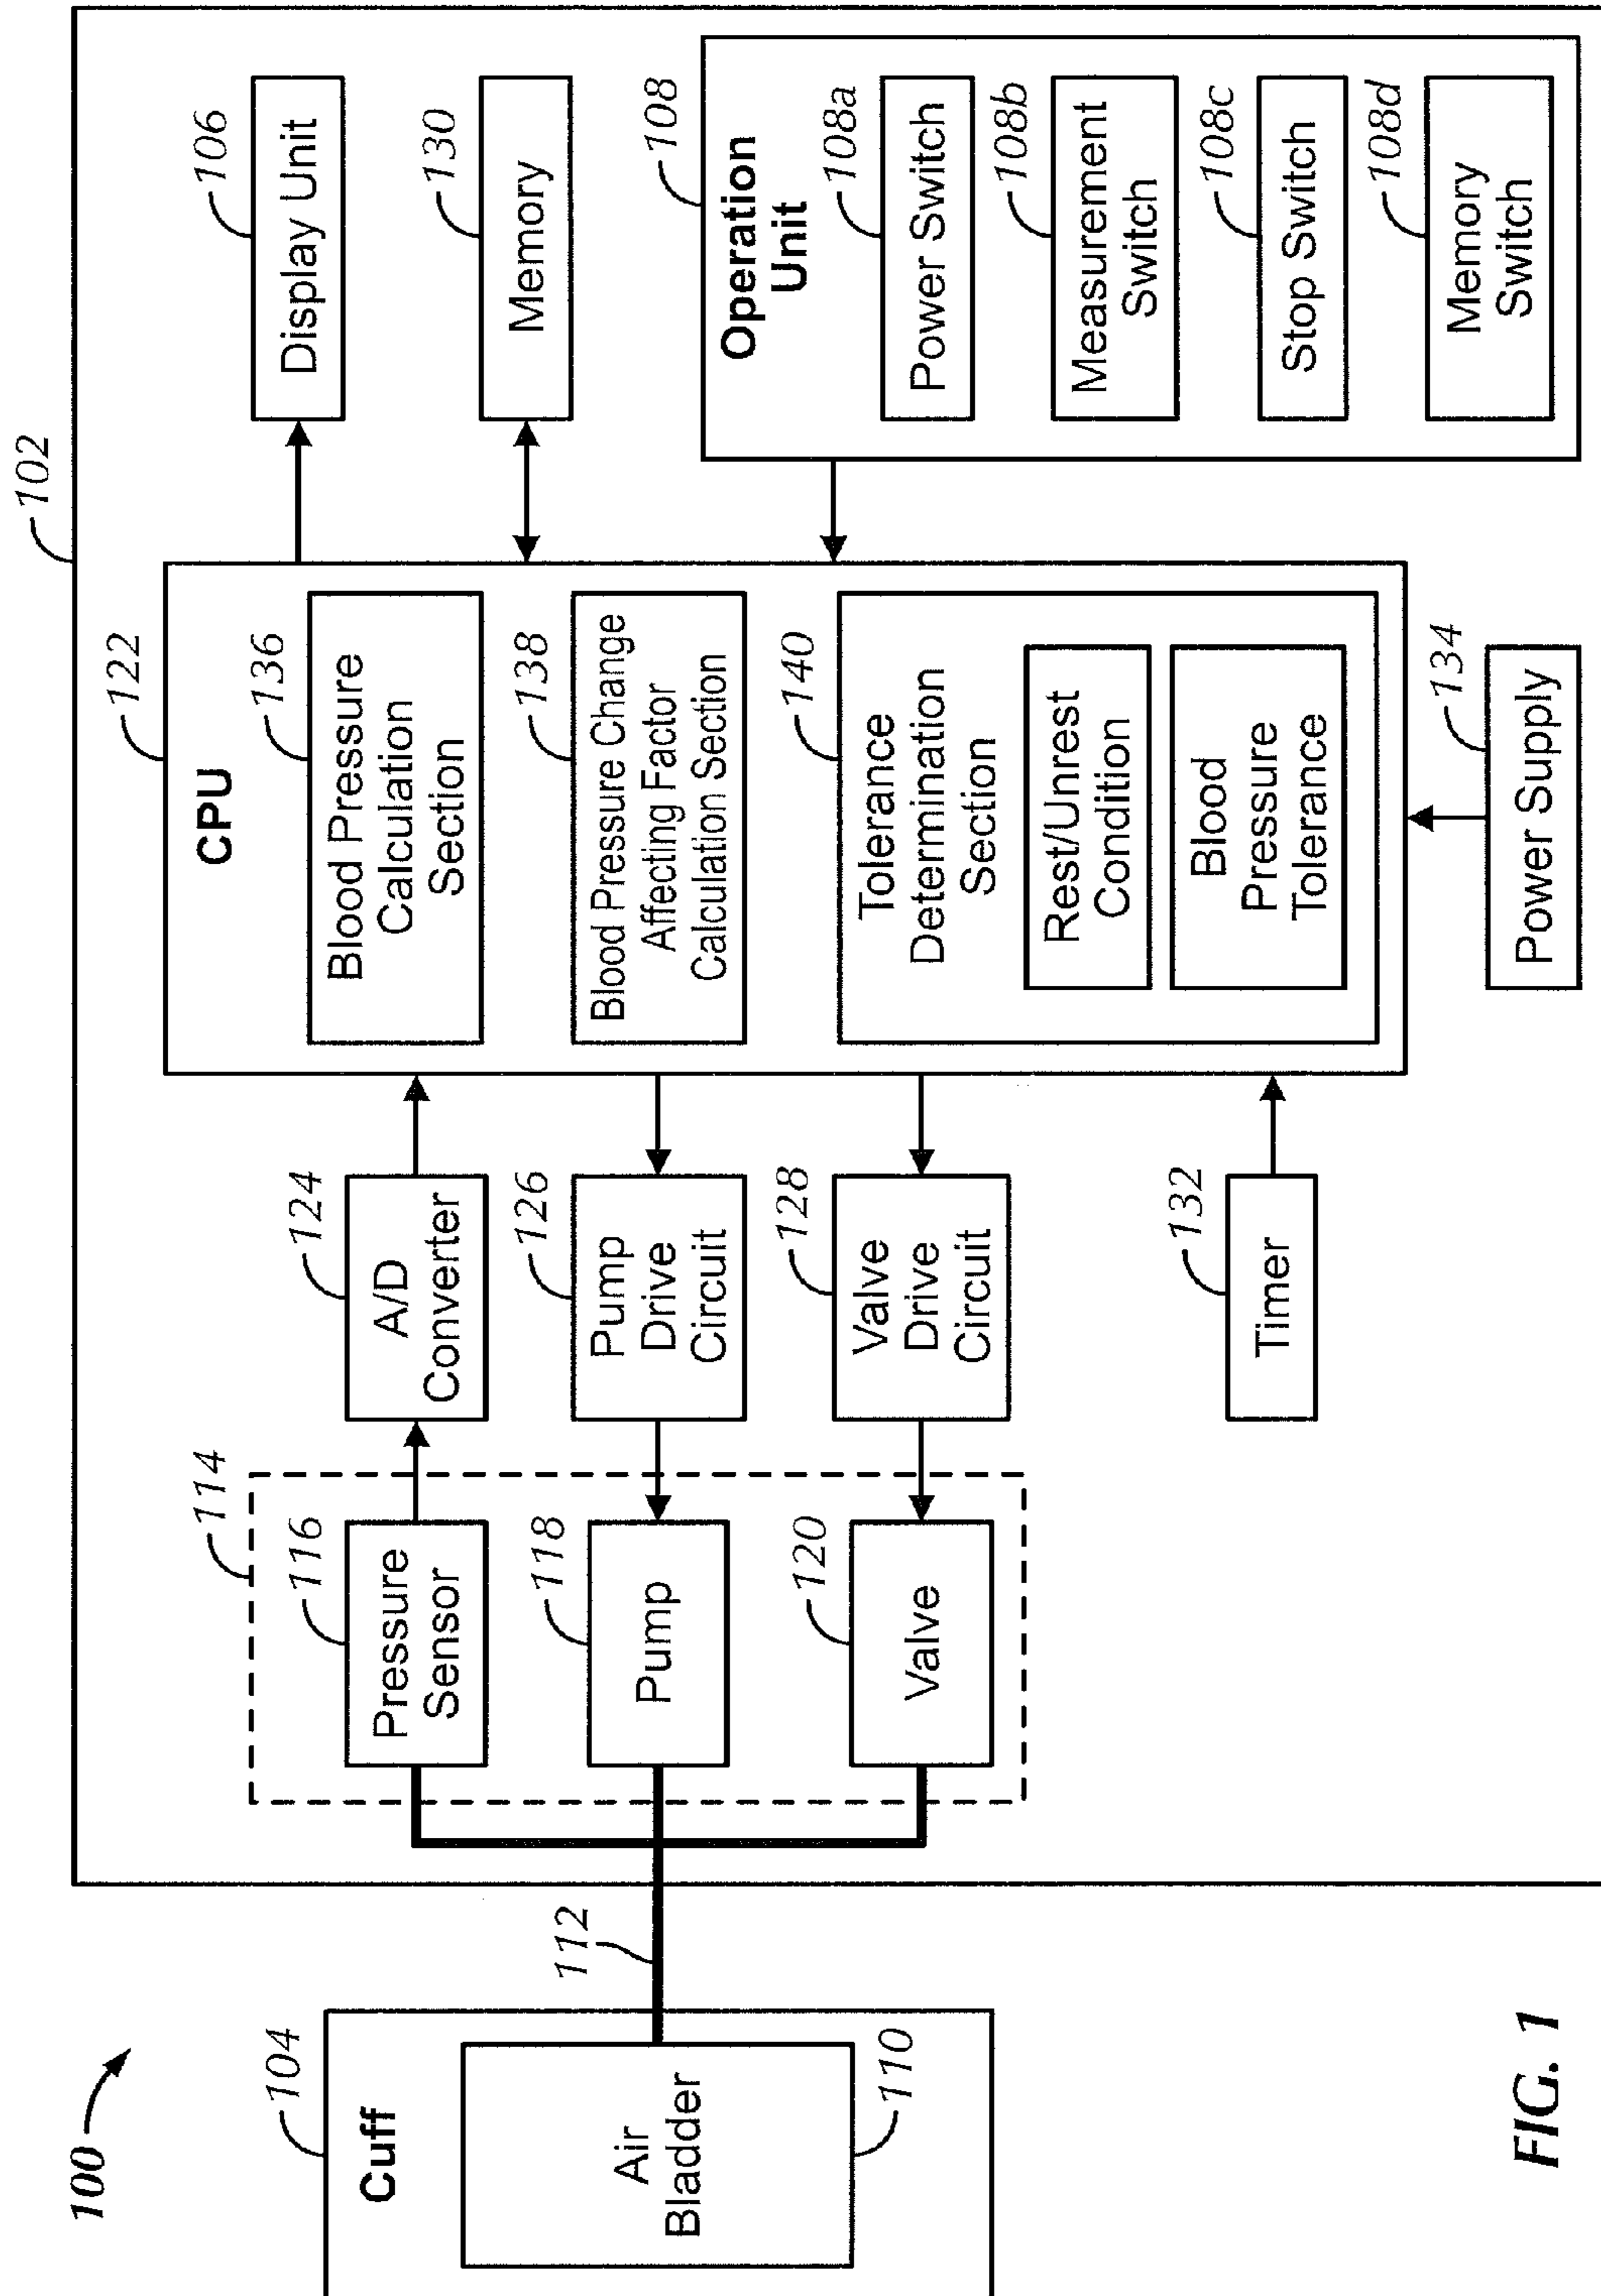 100
104
Cuff
Air
Bladder
110
112
102
114
116
Pressure
Sensor
118
Pump
120
Valve
124
A/D
Converter
126
Pump
Drive
Circuit
128
Valve
Drive
Circuit
132
Timer
122
CPU
136
Blood Pressure
Calculation
Section
138
Blood Pressure Change
Affecting Factor
Calculation Section
140
Tolerance
Determination
Section
Rest/Unrest
Condition
Blood
Pressure
Tolerance
134
Power Supply
106
Display Unit
130
Memory
108
Operation
Unit
108a
Power Switch
108b
Measurement
Switch
108c
Stop Switch
108d
Memory
Switch
FIG. 1